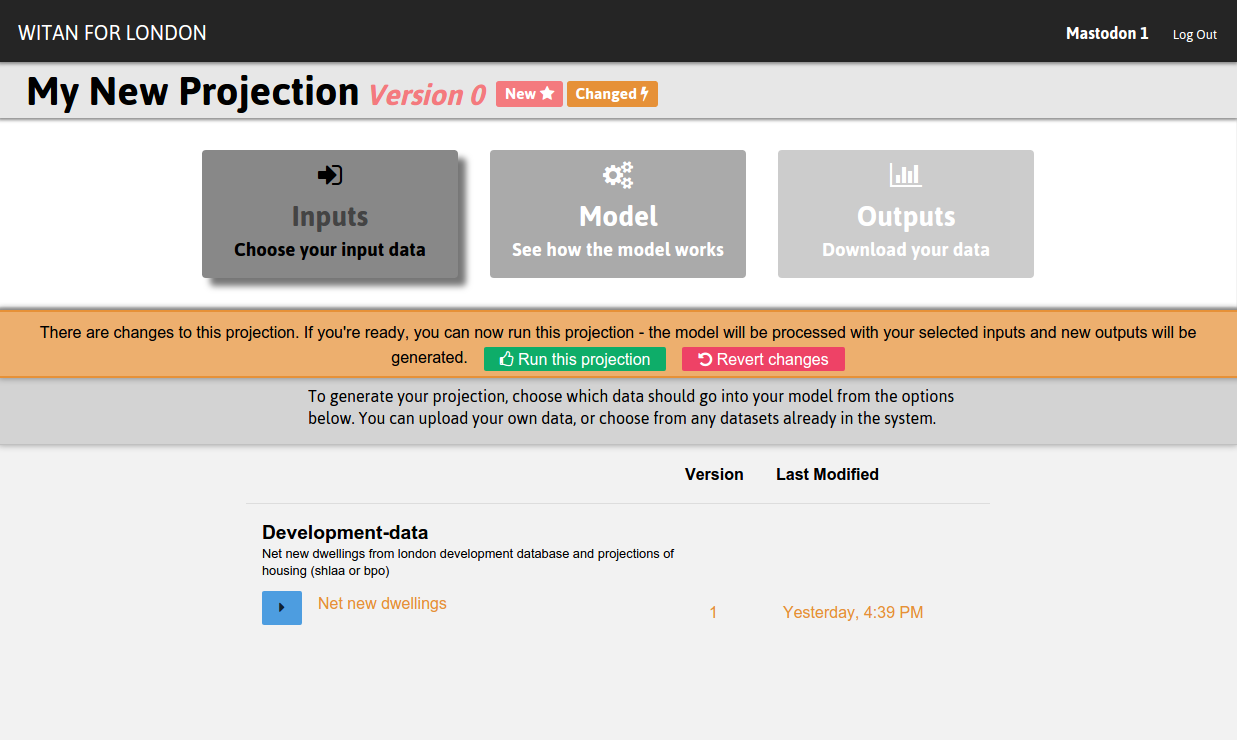 WITAN FOR LONDON
Mastodon 1 Log Out
My New Projection Version 0 New Changed
Inputs
Choose your input data
Model
See how the model works
Outputs
Download your data
There are changes to this projection. If you're ready, you can now run this projection - the model will be processed with your selected inputs and new outputs will be
generated. Run this projection Revert changes
To generate your projection, choose which data should go into your model from the options
below. You can upload your own data, or choose from any datasets already in the system.
Version Last Modified
Development-data
Net new dwellings from london development database and projections of
housing (shlaa or bpo)
Net new dwellings 1 Yesterday, 4:39 PM